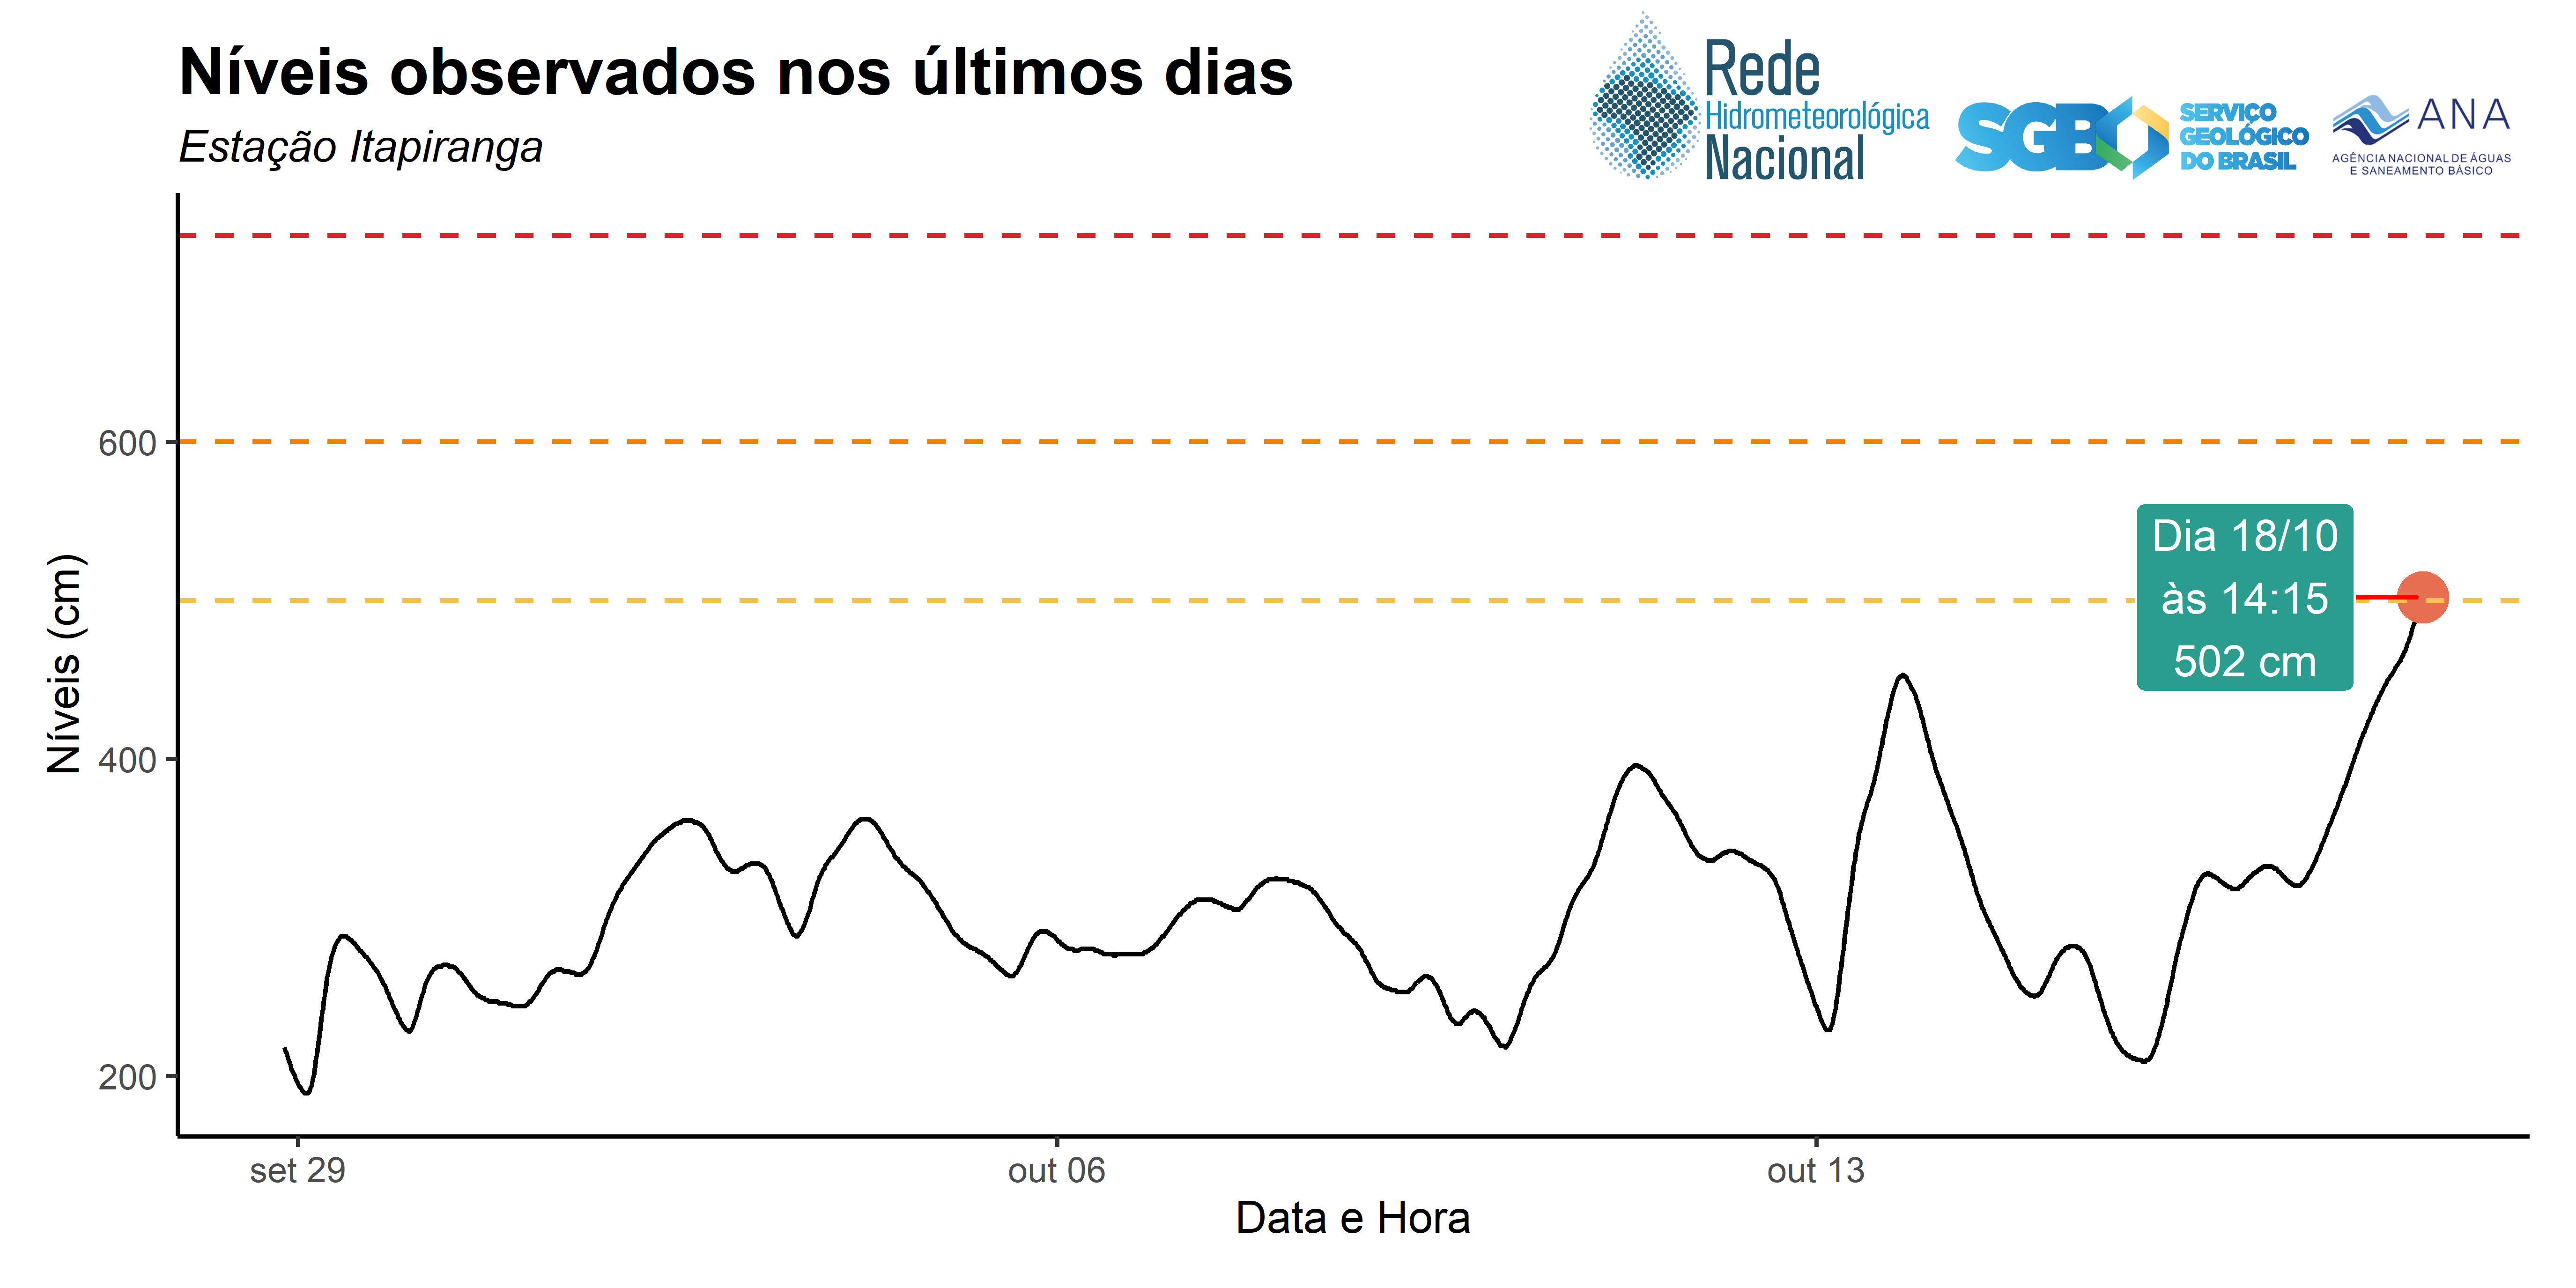 Níveis observados nos últimos dias
Estação Itapiranga
Rede
Hidrometeorológica
Nacional
SGB
SERVIÇO
GEOLÓGICO
DO BRASIL
ANA
AGÊNCIA NACIONAL DE ÁGUAS
E SANEAMENTO BÁSICO
Níveis (cm)
600
400
200
Dia 18/10
às 14:15
502 cm
set 29
out 06
out 13
Data e Hora